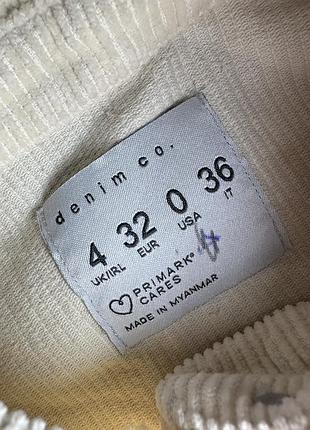 denim co.
4 32 0 36
UK/IRL EUR USA IT
PRIMARK®
CARES
MADE IN MYANMAR